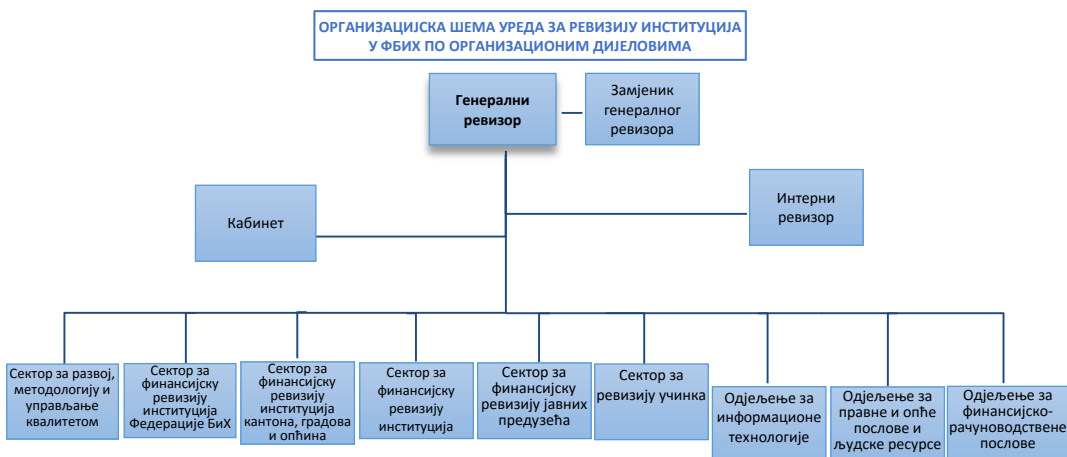 ОРГАНИЗАЦИЈСКА ШЕМА УРЕДА ЗА РЕВИЗИЈУ ИНСТИТУЦИЈА
У ФБИХ ПО ОРГАНИЗАЦИОНИМ ДИЈЕЛОВИМА
Генерални
ревизор
Замјеник
генералног
ревизора
Кабинет
Интерни
ревизор
Сектор за развој,
методологију и
управљање
квалитетом
Сектор за
финансијску
ревизију
институција
Федерације БиХ
Сектор за
финансијску
ревизију
институција
кантона, градова
и опћина
Сектор за
финансијску
ревизију
институција
Сектор за
финансијску
ревизију јавних
предузећа
Сектор за
ревизију учинка
Одјељење за
информационе
технологије
Одјељење за
правне и опће
послове и
људске ресурсе
Одјељење за
финансијско-
рачуноводствене
послове